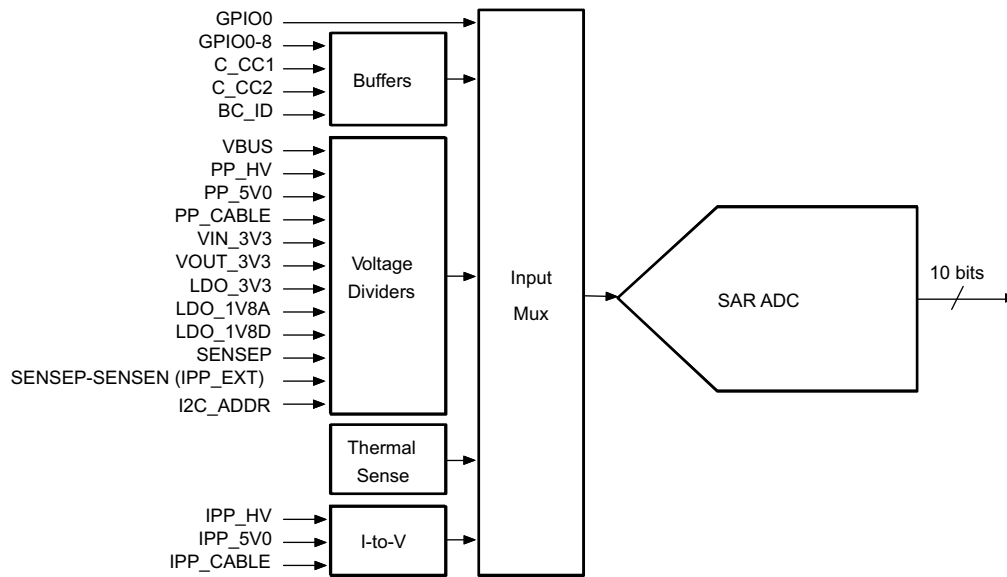 GPIO0
GPIO0-8
C_CC1
C_CC2
BC_ID
Buffers
VBUS
PP_HV
PP_5V0
PP_CABLE
VIN_3V3
VOUT_3V3
LDO_3V3
LDO_1V8A
LDO_1V8D
SENSEP
SENSEP-SENSEN (IPP_EXT)
I2C_ADDR
Voltage
Dividers
Thermal
Sense
IPP_HV
IPP_5V0
IPP_CABLE
I-to-V
Input
Mux
SAR ADC
10 bits